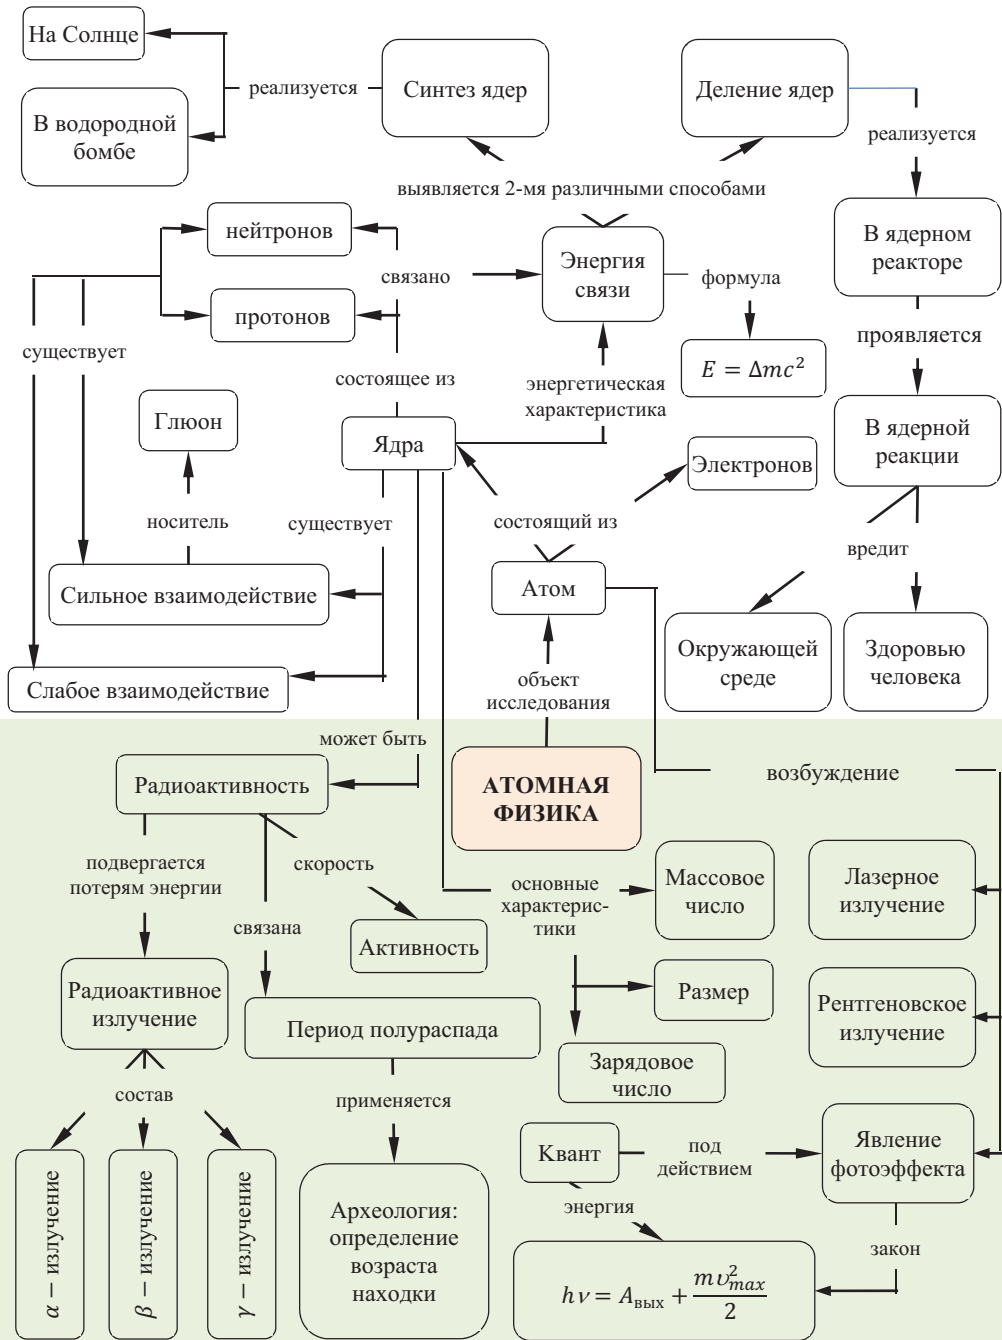 На Солнце
реализуется
Синтез ядер
Деление ядер
В водородной
бомбе
реализуется
выявляется 2-мя различными способами
нейтронов
связано
Энергия
связи
формула
В ядерном
реакторе
протонов
существует
состоящее из
энергетическая
характеристика
E = Δmc²
проявляется
Глюон
Ядра
В ядерной
реакции
Электронов
носитель
существует
состоящий из
вредит
Сильное взаимодействие
Атом
Окружающей
среде
Здоровью
человека
Слабое взаимодействие
объект
исследования
может быть
Радиоактивность
АТОМНАЯ
ФИЗИКА
возбуждение
подвергается
потерям энергии
скорость
связана
основные
характерис-
тики
Массовое
число
Лазерное
излучение
Активность
Радиоактивное
излучение
Период полураспада
Размер
Рентгеновское
излучение
Зарядовое
число
состав
применяется
Квант
под
действием
Явление
фотоэффекта
α – излучение
β – излучение
γ – излучение
Археология:
определение
возраста
находки
энергия
закон
hν = Aвых + mυ²max/2